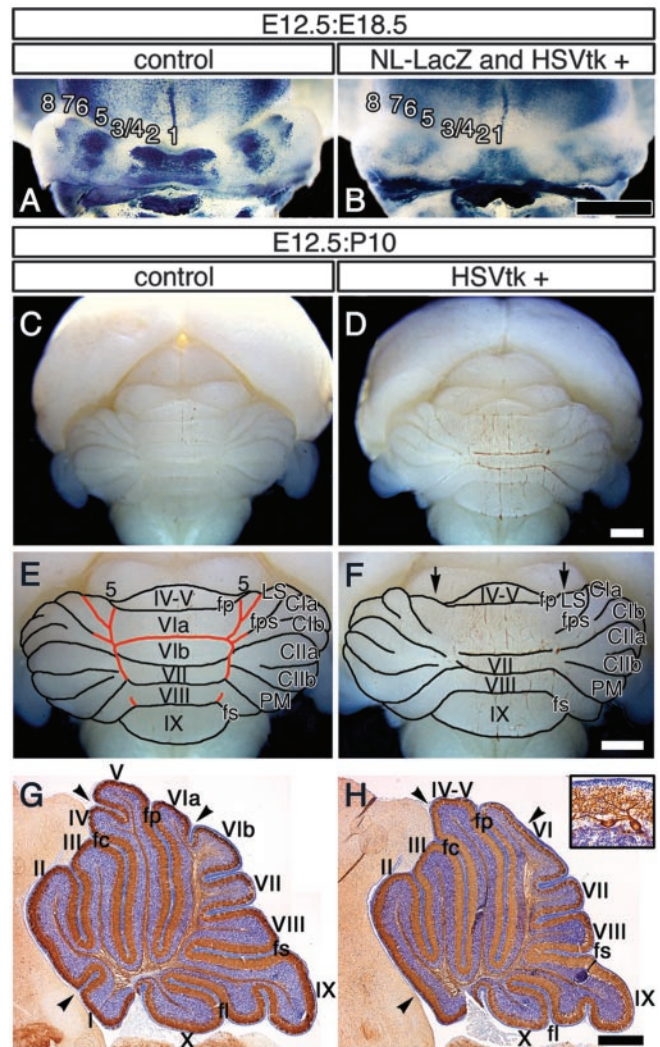 E12.5:E18.5
control
NL-LacZ and HSVtk +
8 7 6 5 3/4 2 1
A
8 7 6 5 3/4 2 1
B
E12.5:P10
control
HSVtk +
C
D
E
5
5
LS
IV-V
fp
CIa
VIa
fps
CIb
VIb
CIIa
VII
CIIb
VIII
PM
IX
fs
F
IV-V
fp
LS
CIa
fps
CIb
CIIa
VII
CIIb
VIII
PM
IX
fs
G
V
IV
fp
VIa
III
fc
VIb
II
VII
VIII
fs
IX
I
X
fl
H
IV-V
III
fp
VI
fc
II
VII
VIII
fs
IX
X
fl